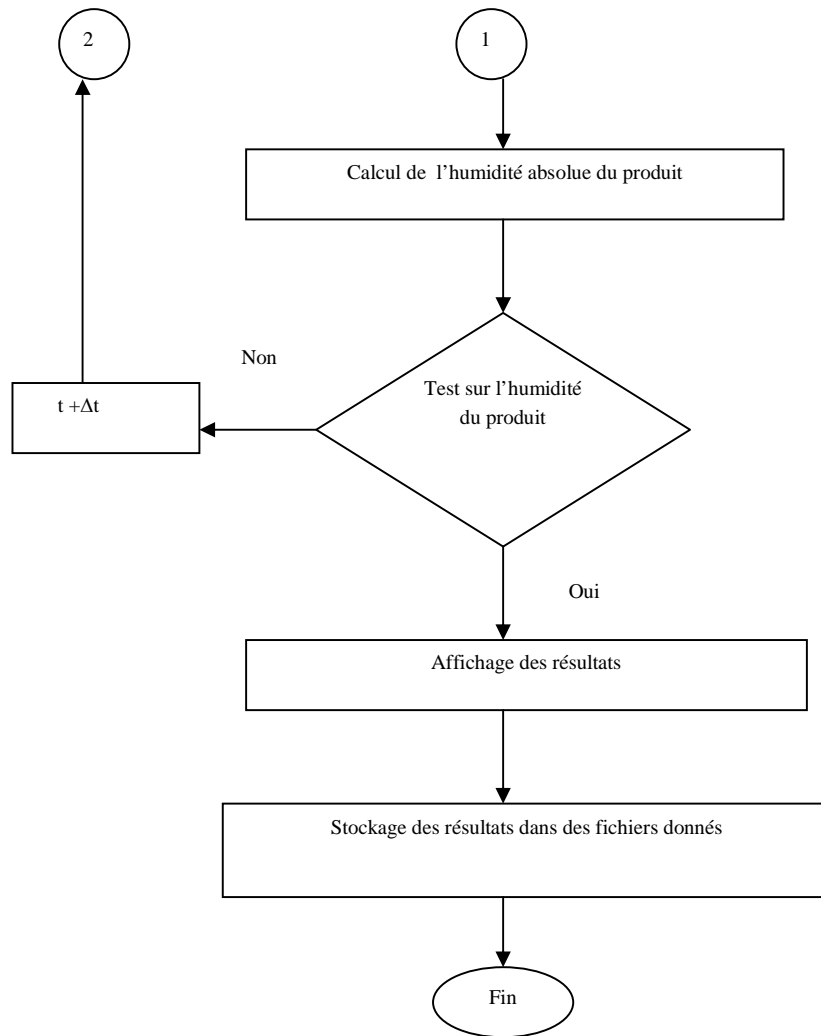 2
1
Calcul de l’humidité absolue du produit
Non
Test sur l’humidité
du produit
t +Δt
Oui
Affichage des résultats
Stockage des résultats dans des fichiers donnés
Fin